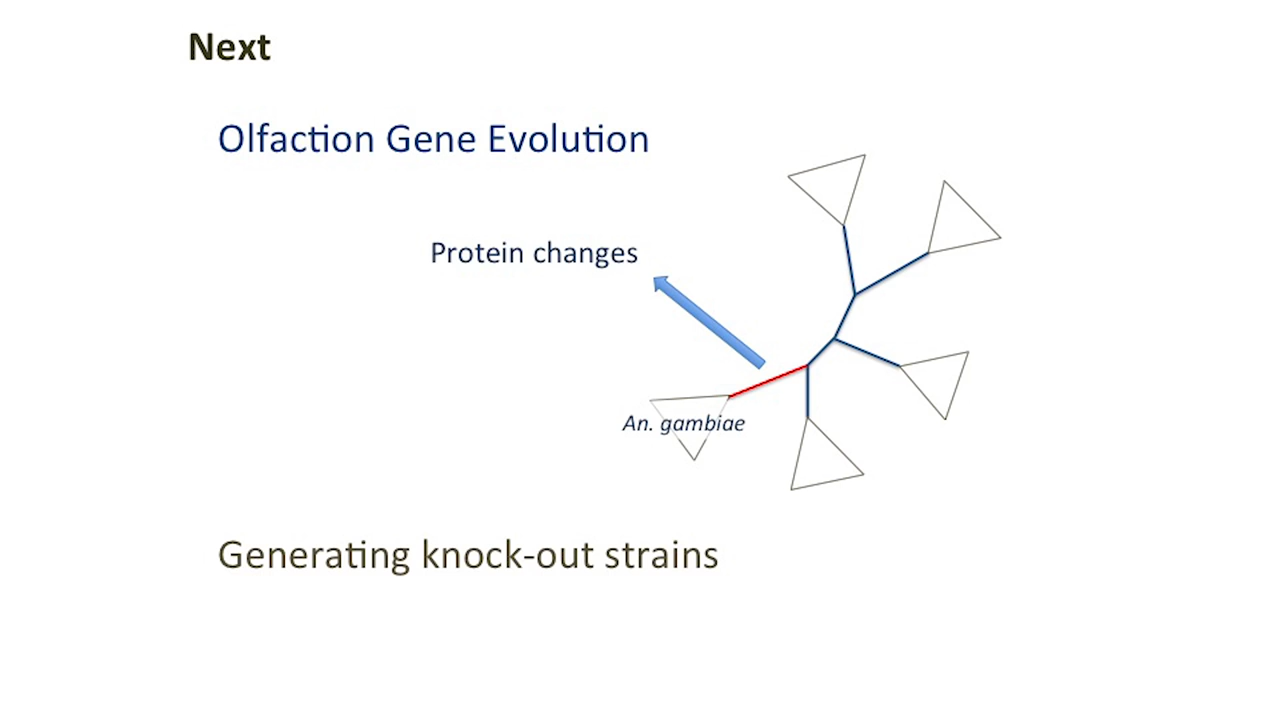 Next
Olfaction Gene Evolution
Protein changes
An. gambiae
Generating knock-out strains